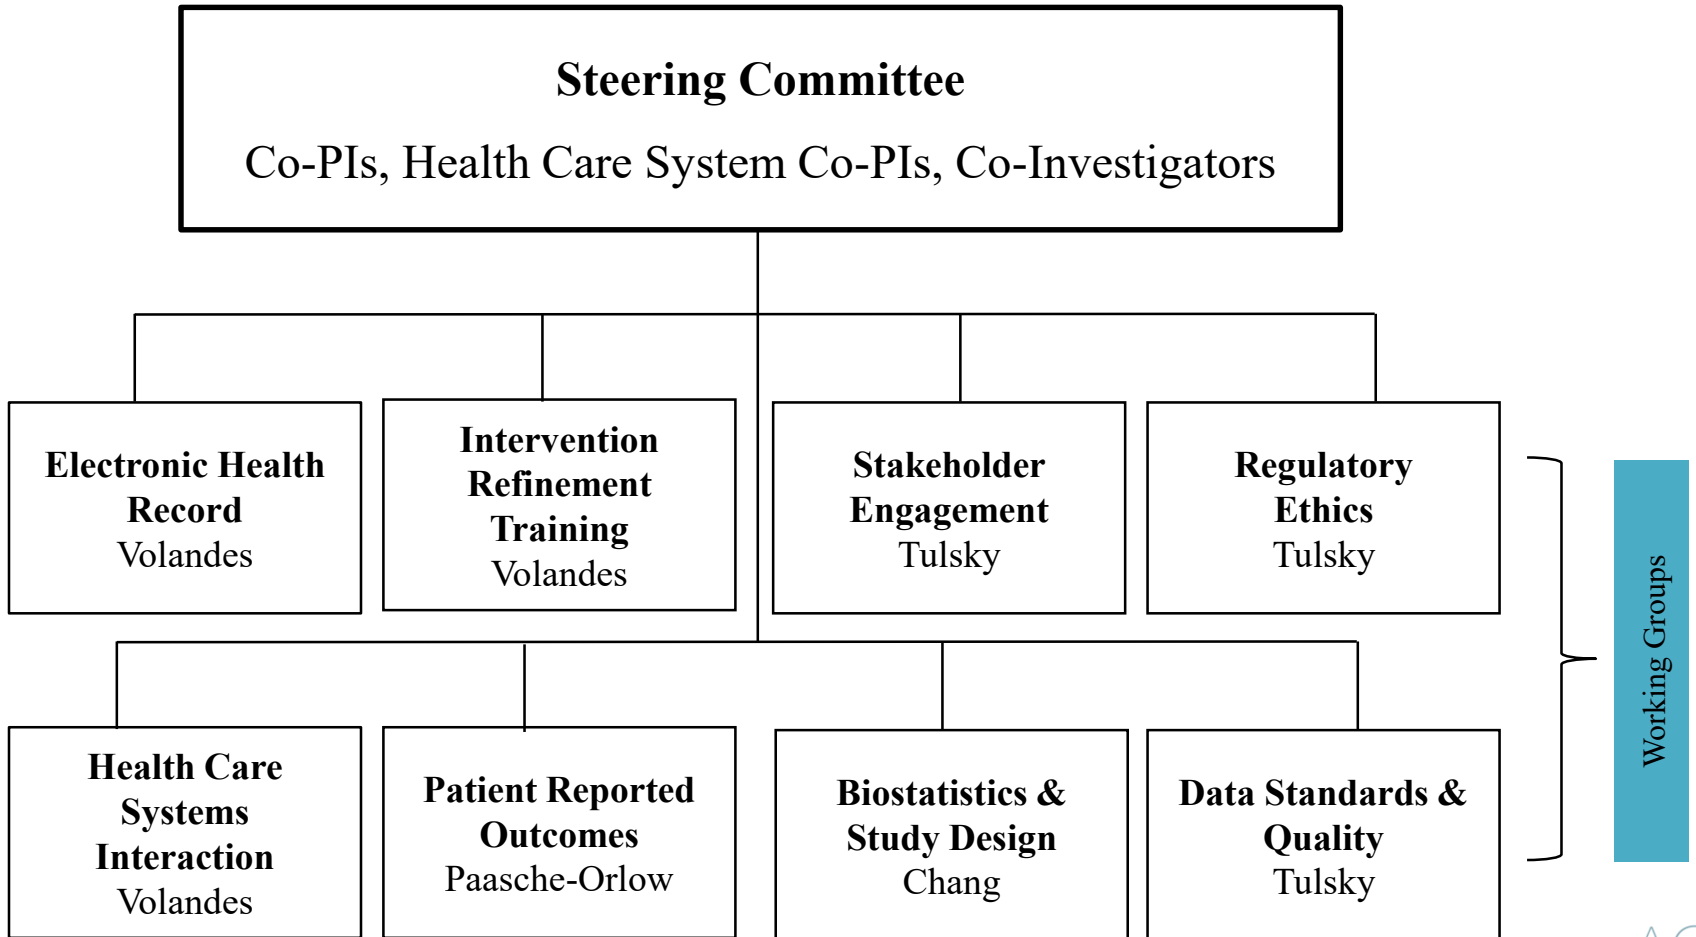 Steering Committee
Co-PIs, Health Care System Co-PIs, Co-Investigators
Electronic Health
Record
Volandes
Intervention
Refinement
Training
Volandes
Stakeholder
Engagement
Tulsky
Regulatory
Ethics
Tulsky
Working Groups
Health Care
Systems
Interaction
Volandes
Patient Reported
Outcomes
Paasche-Orlow
Biostatistics &
Study Design
Chang
Data Standards &
Quality
Tulsky